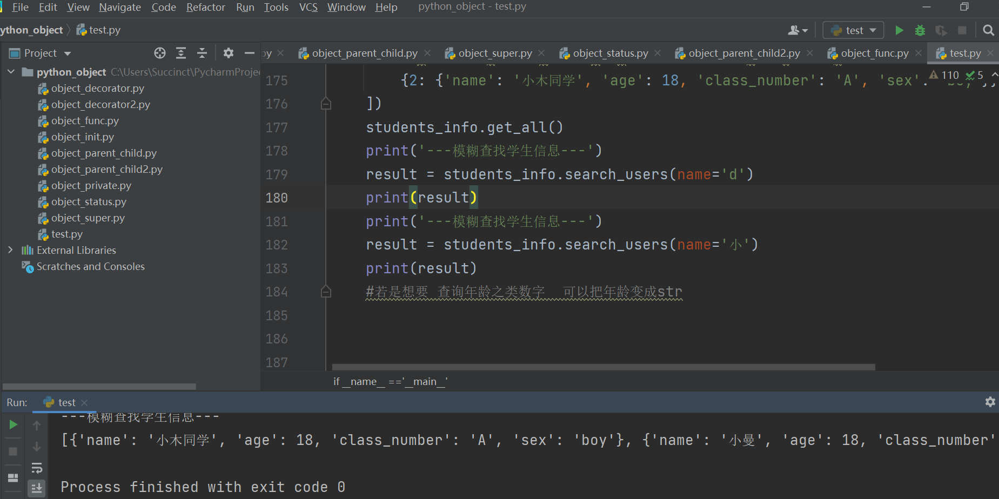 File Edit View Navigate Code Refactor Run Tools VCS Window Help python_object - test.py
ython_object test.py
test
Project
py object_parent_child.py object_super.py object_status.py object_parent_child2.py object_func.py test.py
python_object C:\Users\Succinct\PycharmProje
object_decorator.py
object_decorator2.py
object_func.py
object_init.py
object_parent_child.py
object_parent_child2.py
object_private.py
object_status.py
object_super.py
test.py
External Libraries
Scratches and Consoles
110 5
175 {2: {'name': '小木同学', 'age': 18, 'class_number': 'A', 'sex': 'boy'}}
176 ])
177 students_info.get_all()
178 print('---模糊查找学生信息---')
179 result = students_info.search_users(name='d')
180 print(result)
181 print('---模糊查找学生信息---')
182 result = students_info.search_users(name='小')
183 print(result)
184 #若是想要 查询年龄之类数字 可以把年龄变成str
185
186
187
if __name__ =='__main__'
Run: test
---模糊查找学生信息---
[{'name': '小木同学', 'age': 18, 'class_number': 'A', 'sex': 'boy'}, {'name': '小曼', 'age': 18, 'class_number'
Process finished with exit code 0